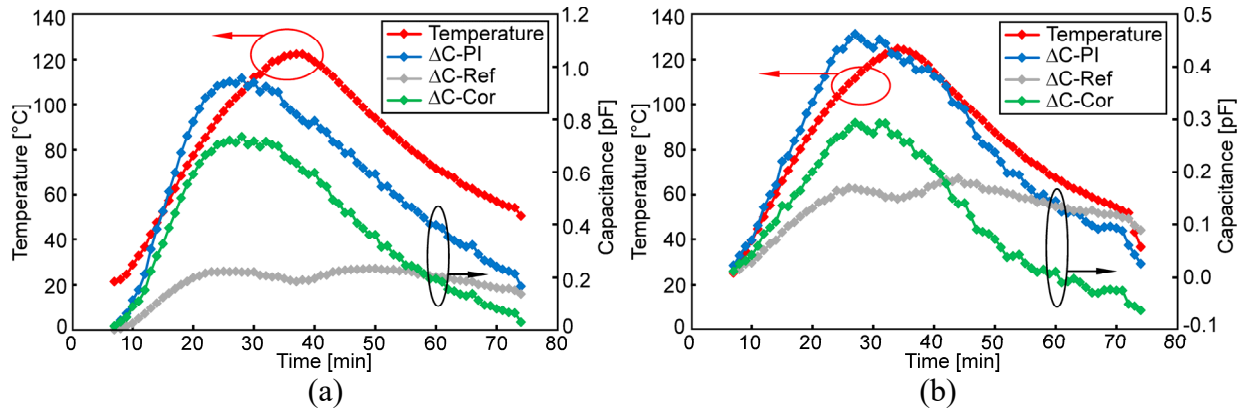 140
120
100
80
60
40
20
0
Temperature [°C]
0 10 20 30 40 50 60 70 80
Time [min]
1.2
1.0
0.8
0.6
0.4
0.2
0
Capacitance [pF]
Temperature
ΔC-PI
ΔC-Ref
ΔC-Cor
(a)
140
120
100
80
60
40
20
0
Temperature [°C]
0 10 20 30 40 50 60 70 80
Time [min]
0.5
0.4
0.3
0.2
0.1
0.0
-0.1
Capacitance [pF]
Temperature
ΔC-PI
ΔC-Ref
ΔC-Cor
(b)